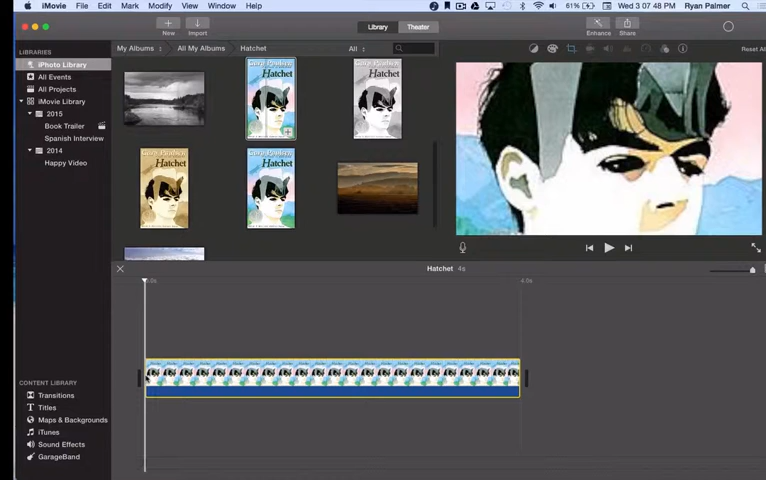 iMovie File Edit Mark Modify View Window Help 61% Wed 3 07 48 PM Ryan Palmer
New Import Library Theater Enhance Share
LIBRARIES My Albums All My Albums Hatchet All Reset All
iPhoto Library
All Events
All Projects
iMovie Library
2015
Book Trailer
Spanish Interview
2014
Happy Video
Gary Paulsen
Hatchet
Hatchet
Hatchet
Hatchet
Hatchet 4s
4.0s
CONTENT LIBRARY
Transitions
Titles
Maps & Backgrounds
iTunes
Sound Effects
GarageBand